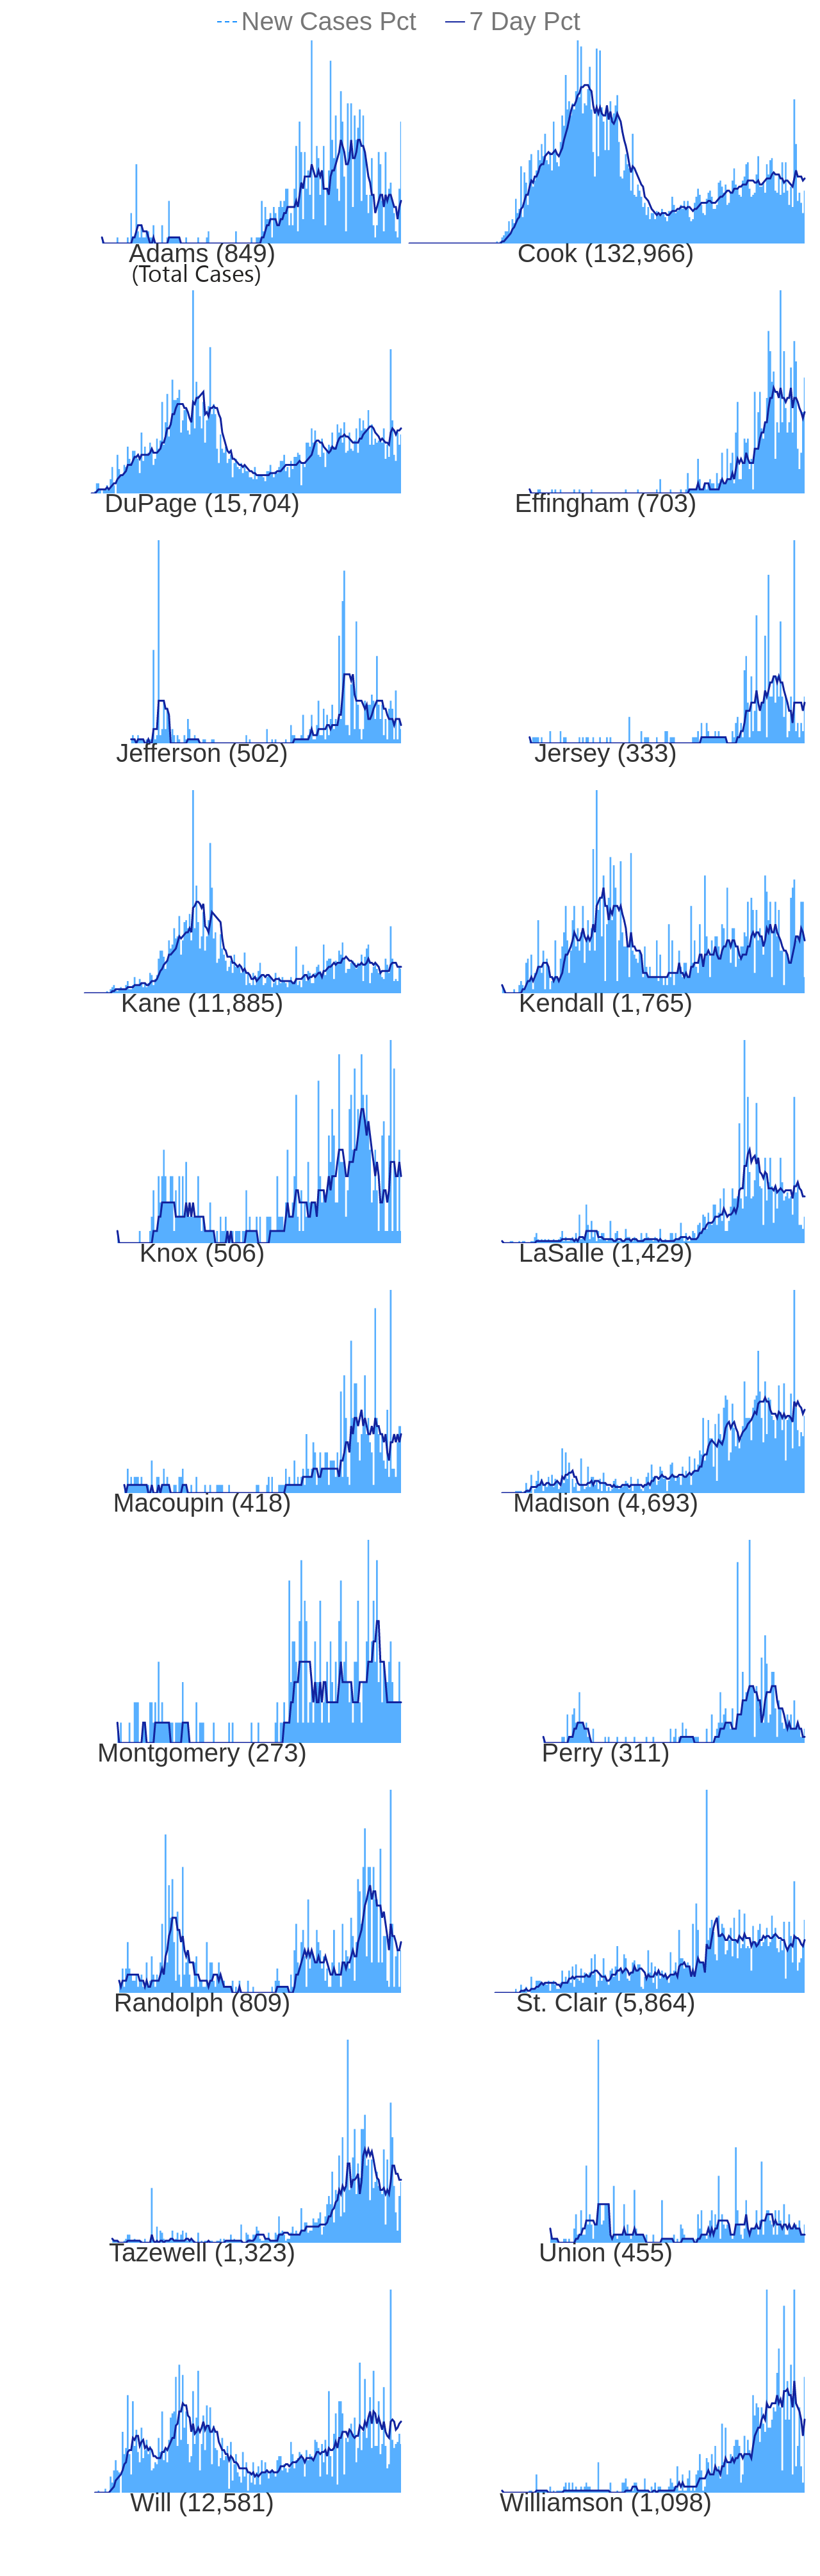 New Cases Pct 7 Day Pct
Adams (849) Cook (132,966)
(Total Cases)
DuPage (15,704) Effingham (703)
Jefferson (502) Jersey (333)
Kane (11,885) Kendall (1,765)
Knox (506) LaSalle (1,429)
Macoupin (418) Madison (4,693)
Montgomery (273) Perry (311)
Randolph (809) St. Clair (5,864)
Tazewell (1,323) Union (455)
Will (12,581) Williamson (1,098)